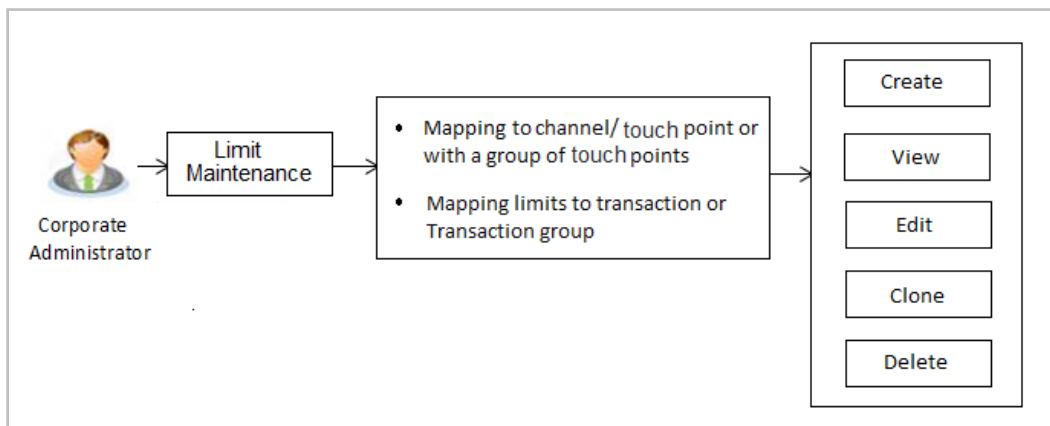 Corporate
Administrator
Limit
Maintenance
• Mapping to channel/ touch point or
with a group of touch points
• Mapping limits to transaction or
Transaction group
Create
View
Edit
Clone
Delete